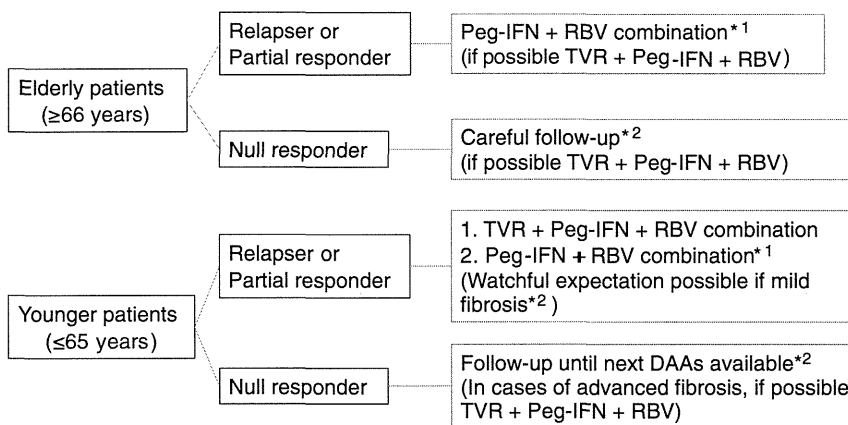 Elderly patients
(≥66 years)
Relapser or
Partial responder
Peg-IFN + RBV combination*1
(if possible TVR + Peg-IFN + RBV)
Null responder
Careful follow-up*2
(if possible TVR + Peg-IFN + RBV)
Younger patients
(≤65 years)
Relapser or
Partial responder
1. TVR + Peg-IFN + RBV combination
2. Peg-IFN + RBV combination*1
(Watchful expectation possible if mild
fibrosis*2 )
Null responder
Follow-up until next DAAs available*2
(In cases of advanced fibrosis, if possible
TVR + Peg-IFN + RBV)